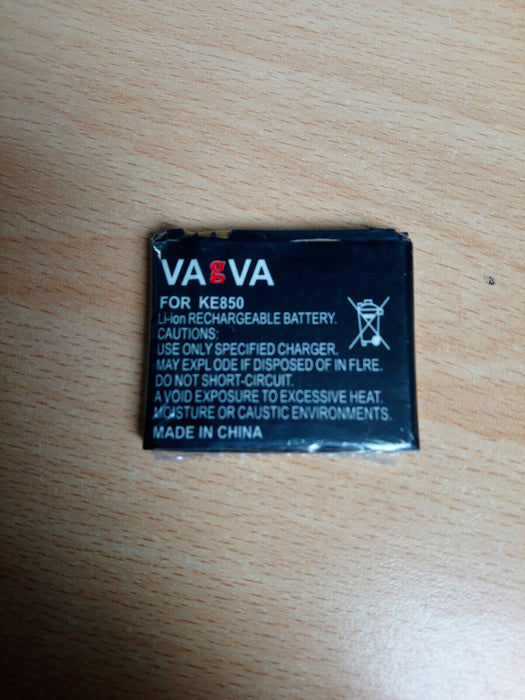 VAgVA
FOR KE850
Li-ion RECHARGEABLE BATTERY.
CAUTIONS:
USE ONLY SPECIFIED CHARGER.
MAY EXPLODE IF DISPOSED OF IN FLRE.
DO NOT SHORT-CIRCUIT.
A VOID EXPOSURE TO EXCESSIVE HEAT.
MOISTURE OR CAUSTIC ENVIRONMENTS.
MADE IN CHINA